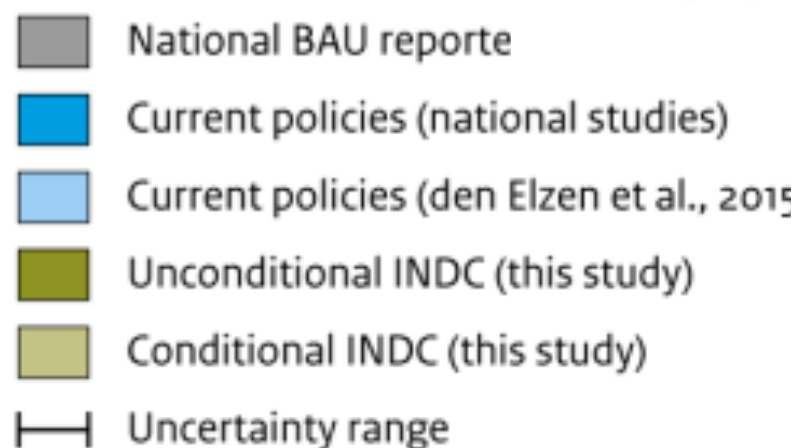 National BAU reporte
Current policies (national studies)
Current policies (den Elzen et al., 2015
Unconditional INDC (this study)
Conditional INDC (this study)
Uncertainty range